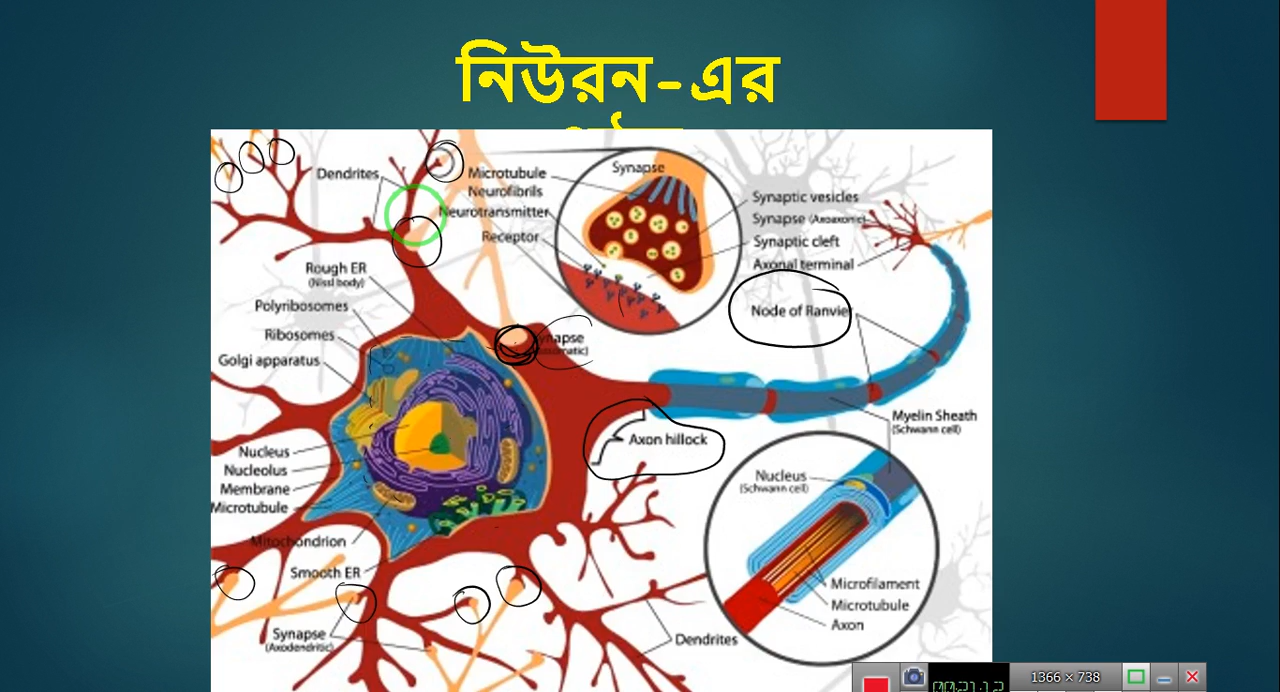 নিউরন-এর
Synapse
Dendrites
Microtubule
Neurofibrils
Neurotransmitter
Receptor
Synaptic vesicles
Synapse (Axoaxonic)
Synaptic cleft
Axonal terminal
Rough ER
(Nissl body)
Polyribosomes
Ribosomes
Golgi apparatus
Node of Ranvier
Myelin Sheath
(Schwann cell)
Axon hillock
Nucleus
Nucleolus
Membrane
Microtubule
Mitochondrion
Smooth ER
Synapse
(Axodendritic)
Nucleus
(Schwann cell)
Microfilament
Microtubule
Axon
Dendrites
1366 × 738